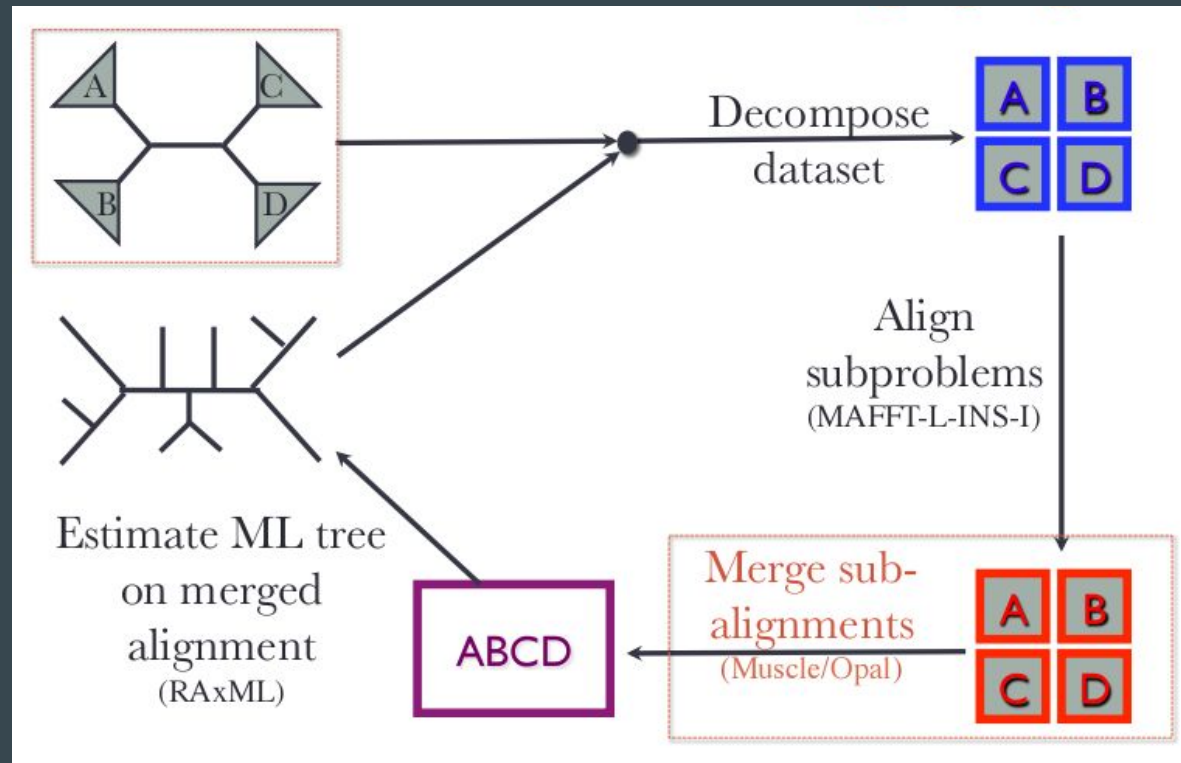 A
C
B
D
Decompose
dataset
A B
C D
Align
subproblems
(MAFFT-L-INS-I)
Merge sub-
alignments
(Muscle/Opal)
A B
C D
ABCD
Estimate ML tree
on merged
alignment
(RAxML)